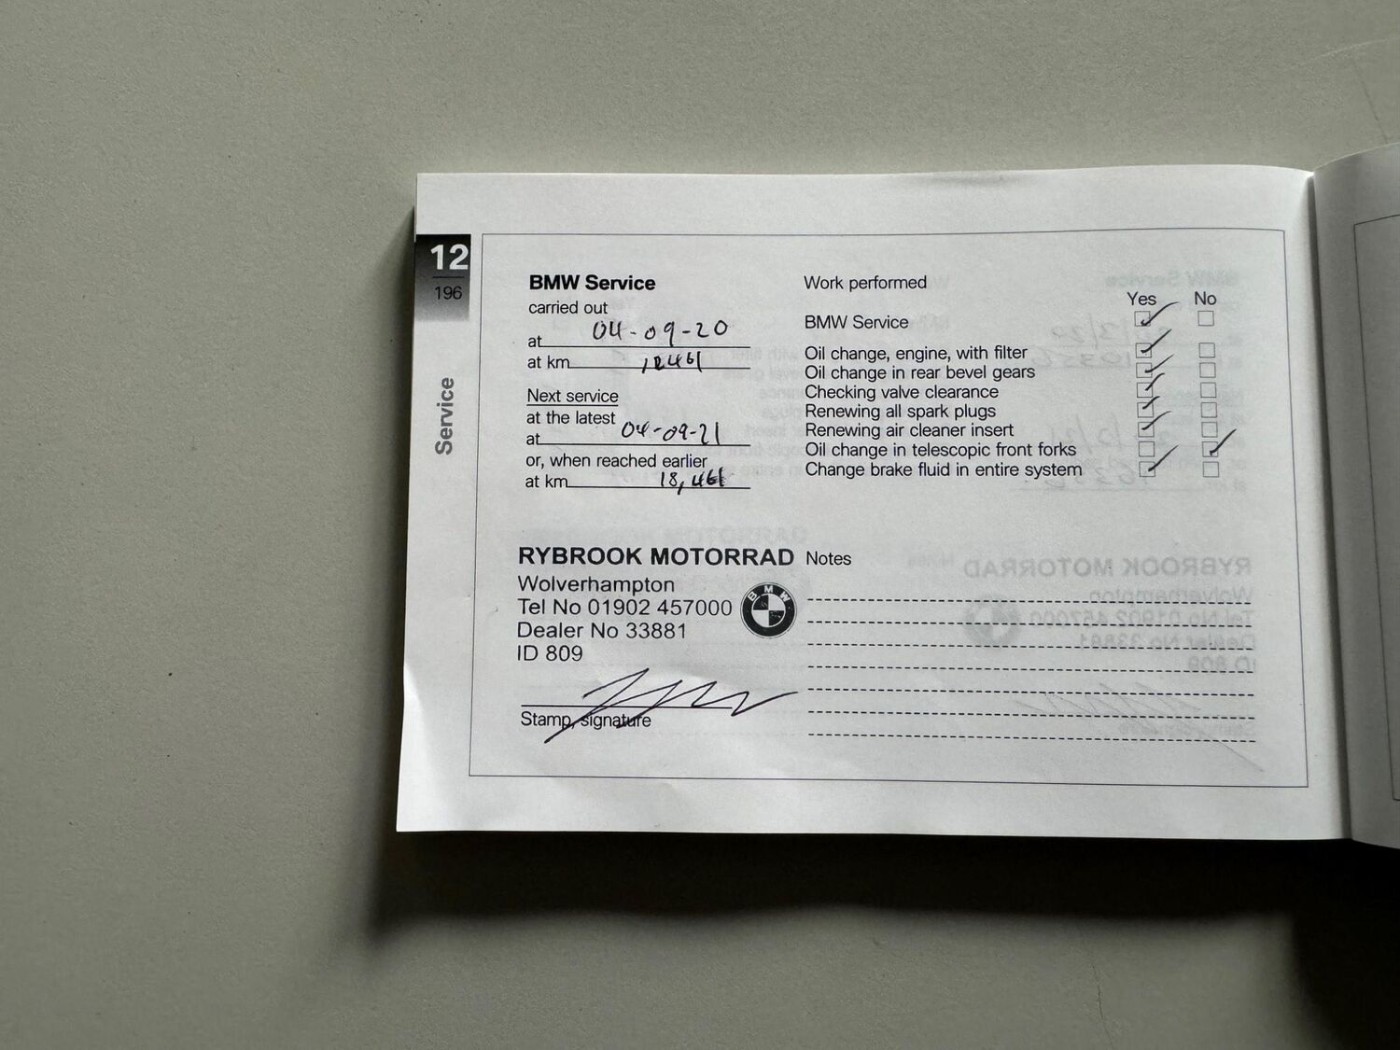 12
196
Service
BMW Service
carried out
at 04-09-20
at km 12461
Next service
at the latest
at 04-09-21
or, when reached earlier
at km 18,461
Work performed
Yes No
BMW Service
Oil change, engine, with filter
Oil change in rear bevel gears
Checking valve clearance
Renewing all spark plugs
Renewing air cleaner insert
Oil change in telescopic front forks
Change brake fluid in entire system
RYBROOK MOTORRAD
Wolverhampton
Tel No 01902 457000
Dealer No 33881
ID 809
BMW
Stamp, signature
Notes